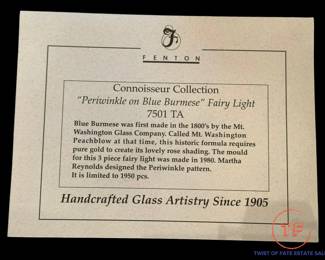 FENTON
Connoisseur Collection
"Periwinkle on Blue Burmese" Fairy Light
7501 TA
Blue Burmese was first made in the 1800's by the Mt.
Washington Glass Company. Called Mt. Washington
Peachblow at that time, this historic formula requires
pure gold to create its lovely rose shading. The mould
for this 3 piece fairy light was made in 1980. Martha
Reynolds designed the Periwinkle pattern.
It is limited to 1950 pcs.
Handcrafted Glass Artistry Since 1905
TF
TWIST OF FATE ESTATE SALES